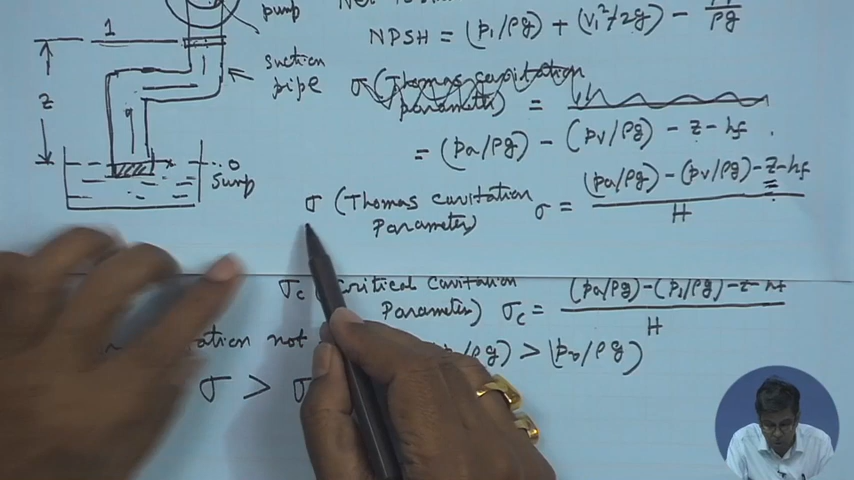 pump
1
suction
pipe
z
0
Sump
NPSH = (p1/ρg) + (V1²/2g) -
ρg
σ (Thomas cavitation
parameter) =
= (pa/ρg) - (pv/ρg) - z - hf .
σ (Thomas cavitation
Parameter) σ = (pa/ρg) - (pv/ρg) - z - hf
H
σc (Critical Cavitation
Parameter) σc = (pa/ρg) - (p1/ρg) - z - hf
H
not /ρg) > (pv/ρg)
σ > σ